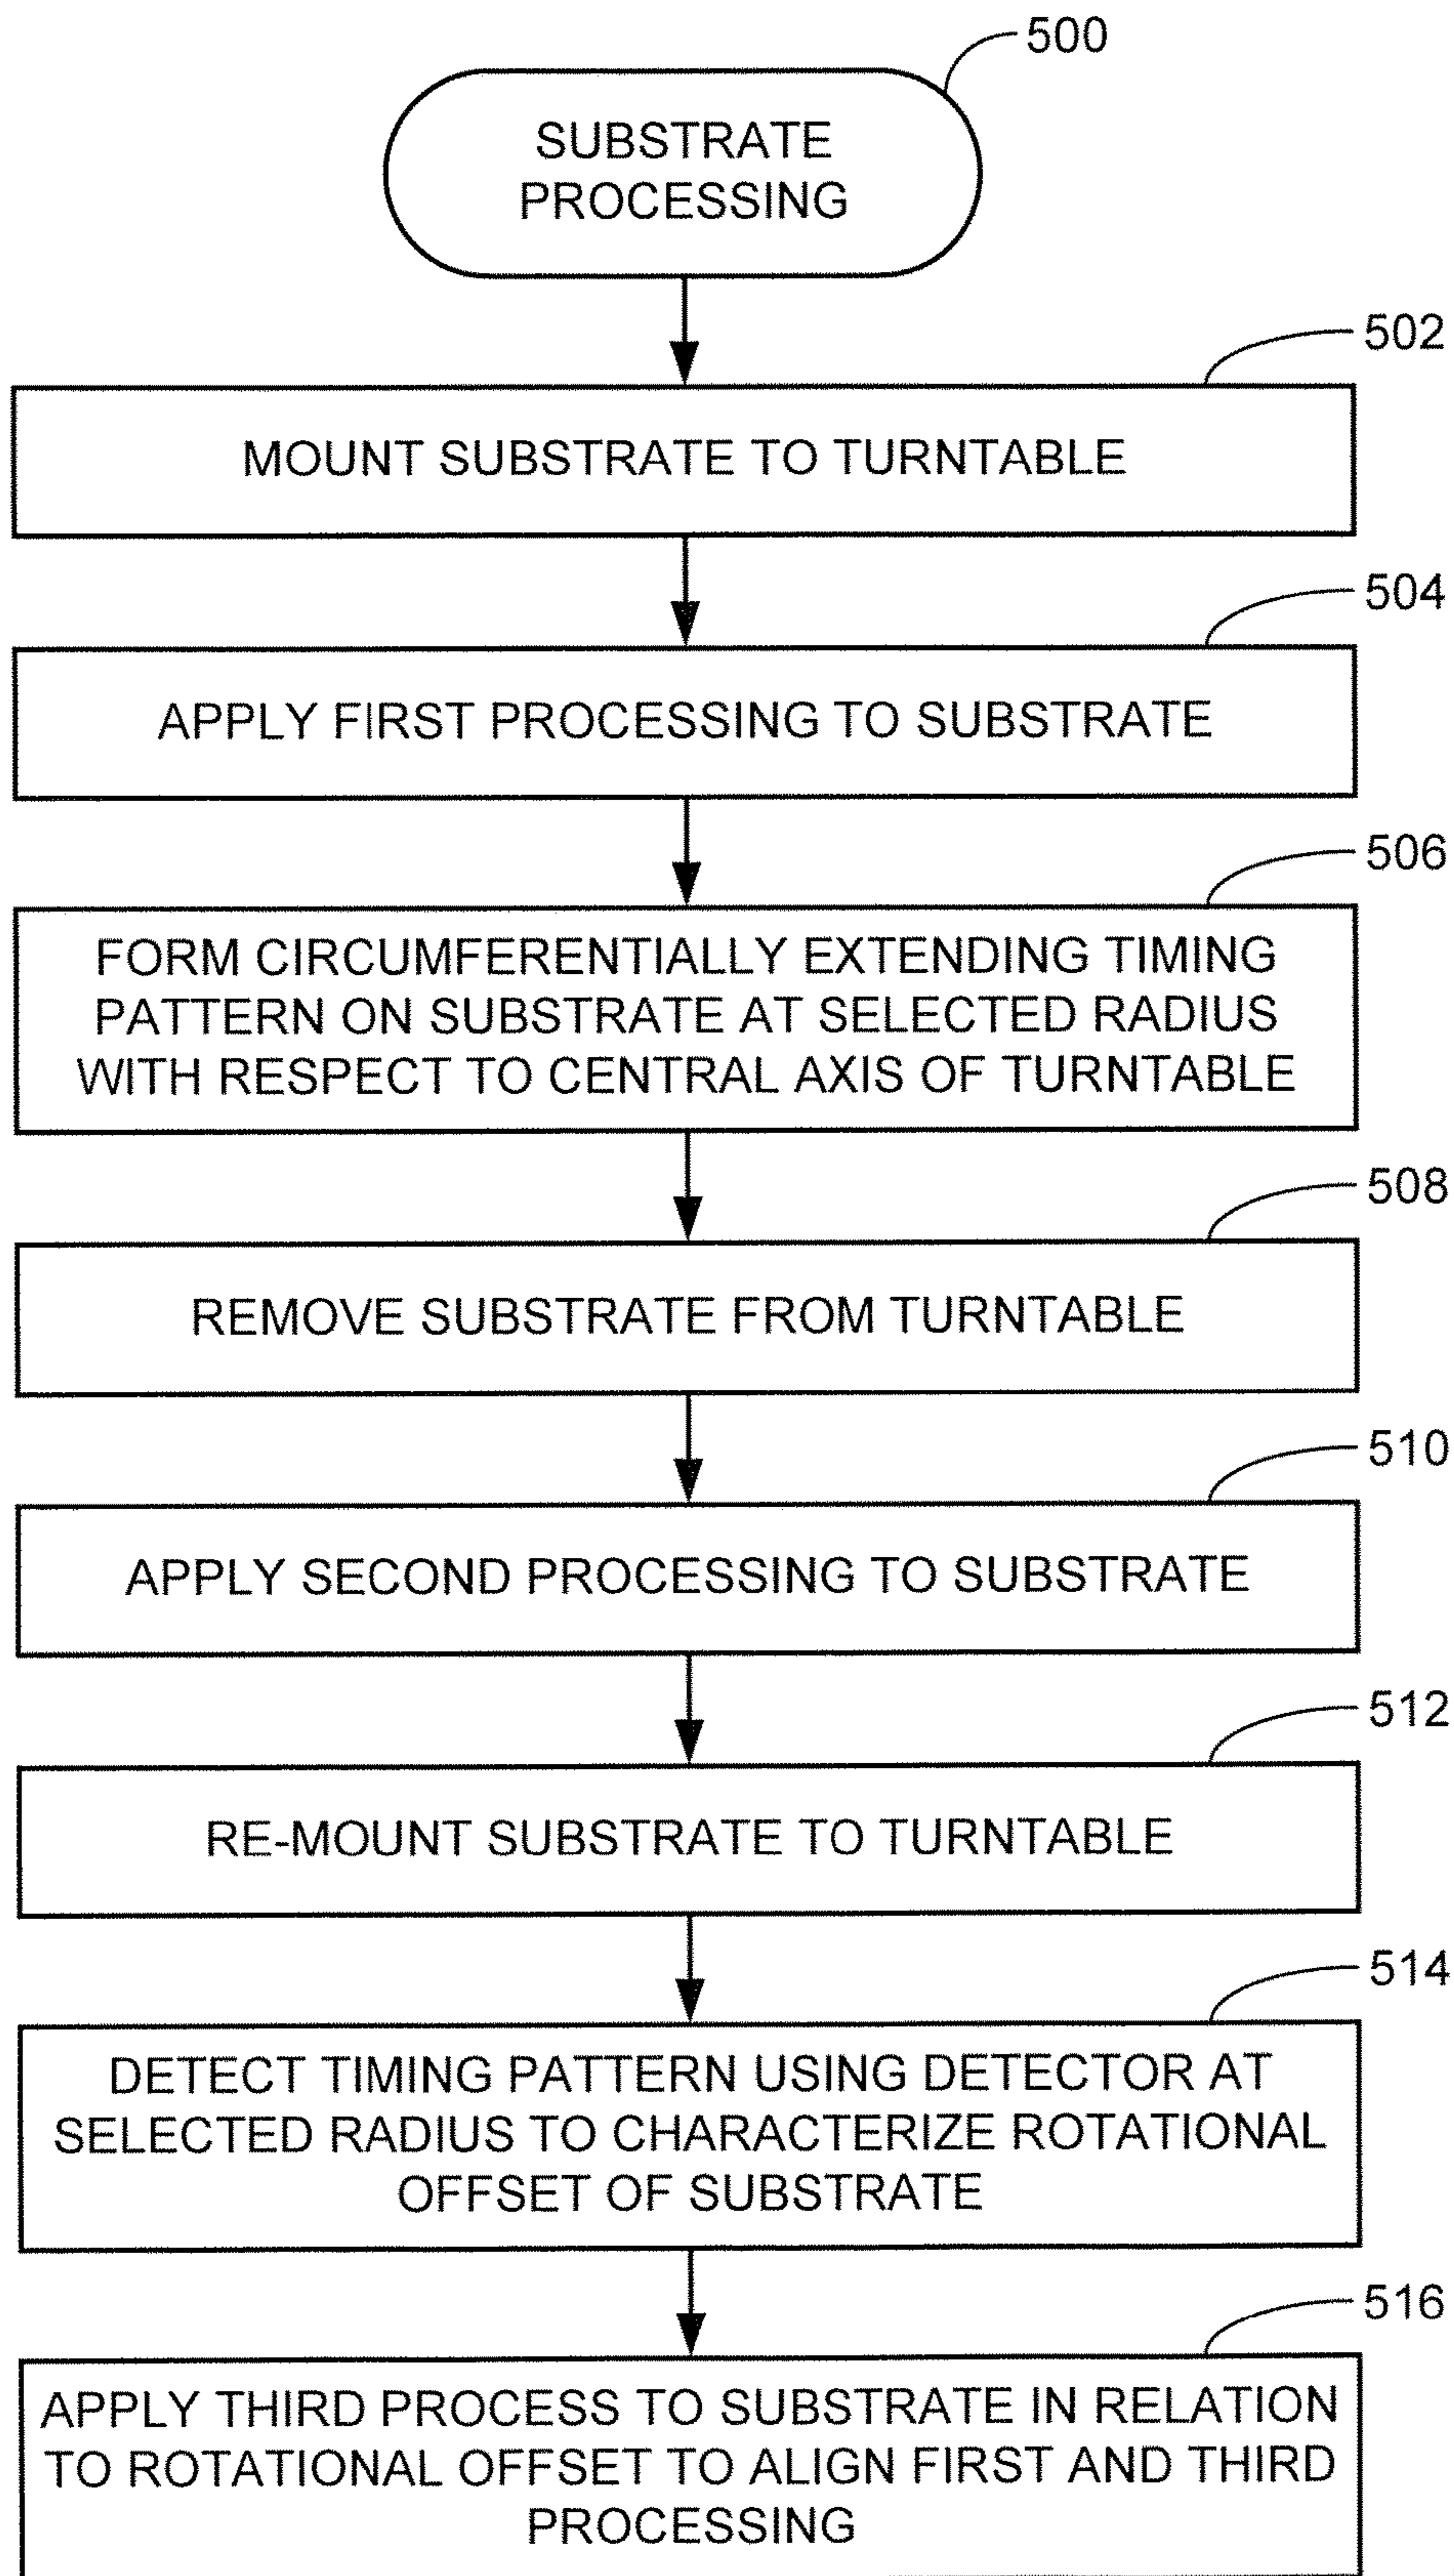 500
SUBSTRATE
PROCESSING
502
MOUNT SUBSTRATE TO TURNTABLE
504
APPLY FIRST PROCESSING TO SUBSTRATE
506
FORM CIRCUMFERENTIALLY EXTENDING TIMING
PATTERN ON SUBSTRATE AT SELECTED RADIUS
WITH RESPECT TO CENTRAL AXIS OF TURNTABLE
508
REMOVE SUBSTRATE FROM TURNTABLE
510
APPLY SECOND PROCESSING TO SUBSTRATE
512
RE-MOUNT SUBSTRATE TO TURNTABLE
514
DETECT TIMING PATTERN USING DETECTOR AT
SELECTED RADIUS TO CHARACTERIZE ROTATIONAL
OFFSET OF SUBSTRATE
516
APPLY THIRD PROCESS TO SUBSTRATE IN RELATION
TO ROTATIONAL OFFSET TO ALIGN FIRST AND THIRD
PROCESSING